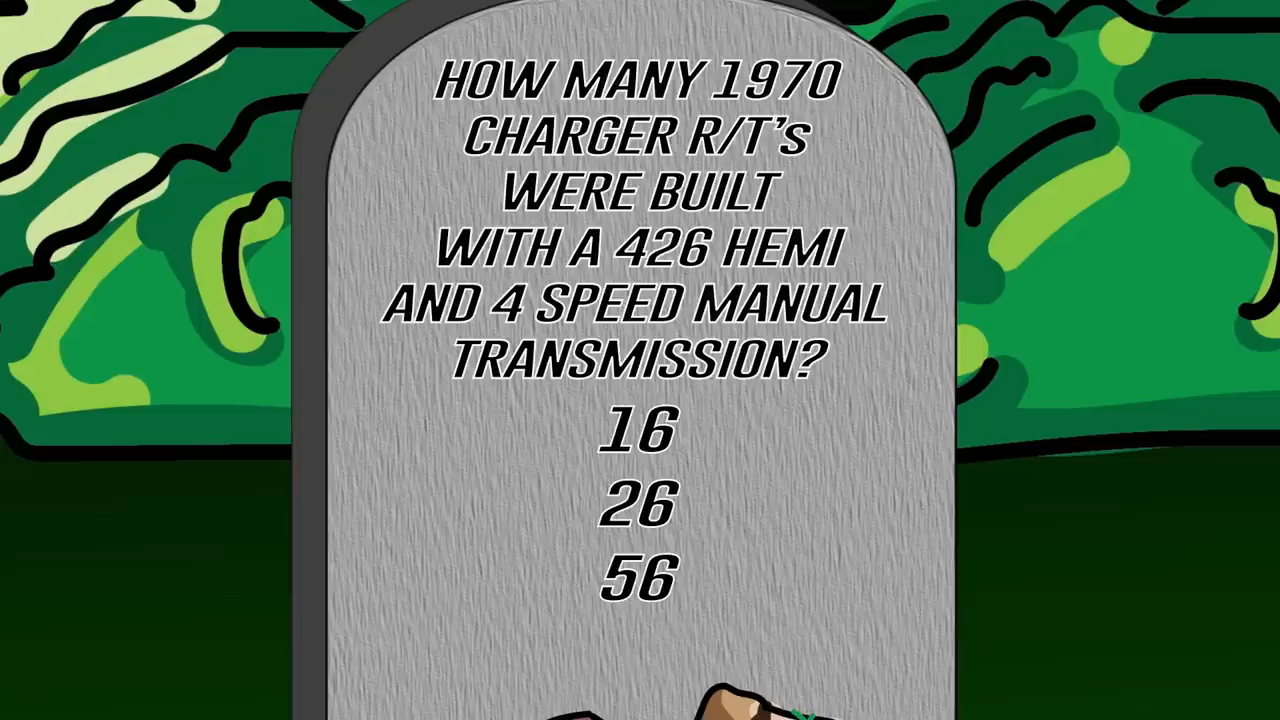 HOW MANY 1970
CHARGER R/T's
WERE BUILT
WITH A 426 HEMI
AND 4 SPEED MANUAL
TRANSMISSION?
16
26
56